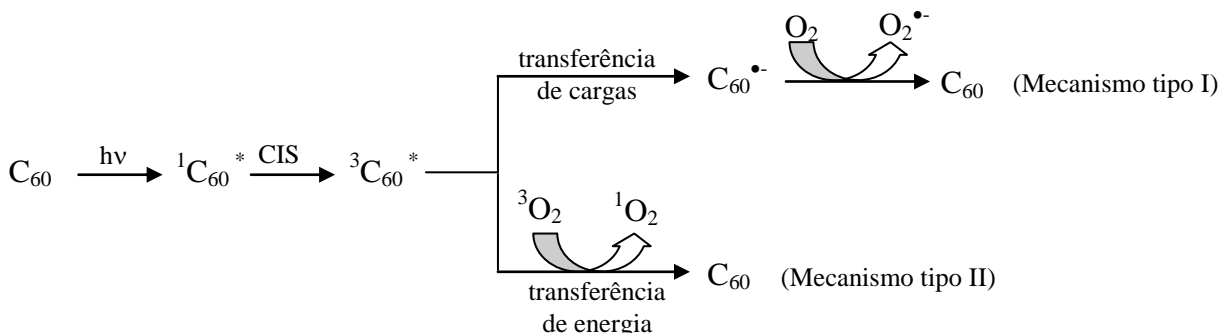 O₂ O₂•-
transferência
de cargas
C₆₀•- C₆₀ (Mecanismo tipo I)
C₆₀ hν ¹C₆₀* CIS ³C₆₀*
³O₂ ¹O₂
C₆₀ (Mecanismo tipo II)
transferência
de energia